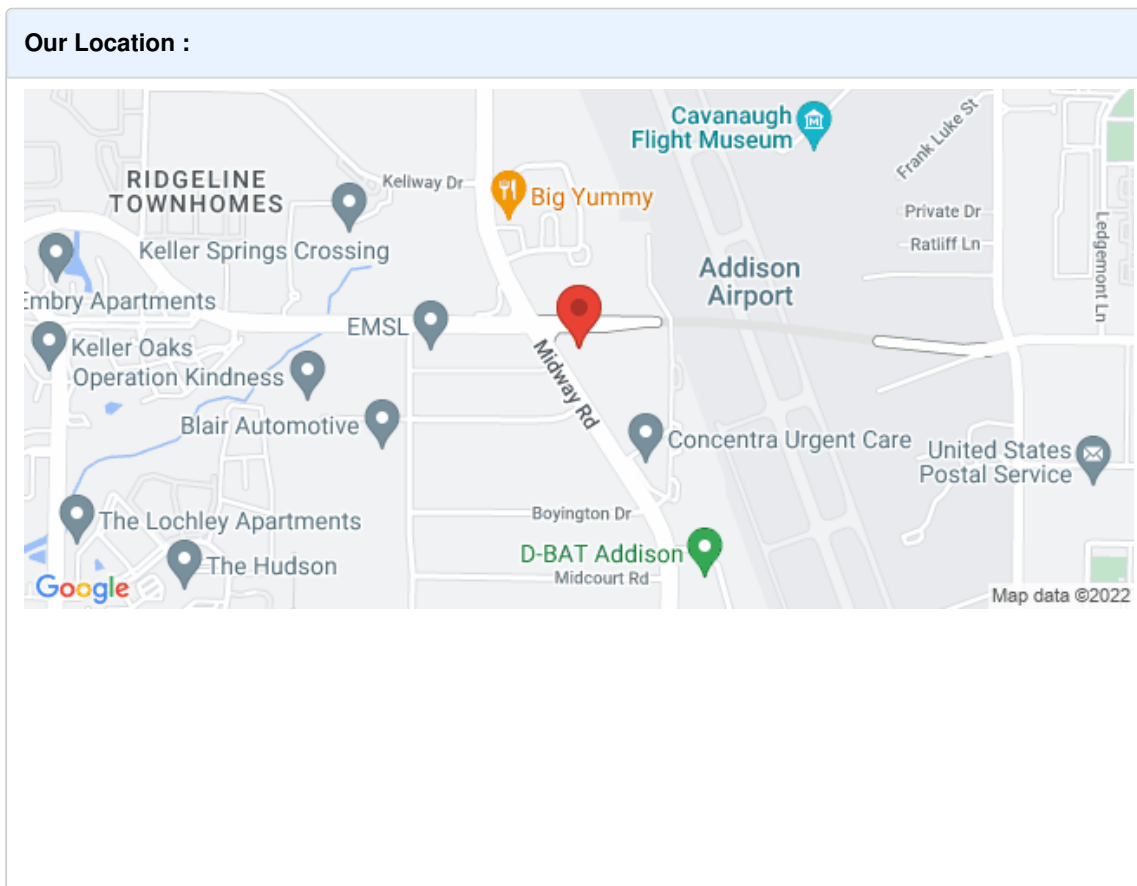 Our Location :
Cavanaugh
Flight Museum
Frank Luke St
RIDGELINE
TOWNHOMES
Kellway Dr
Big Yummy
Private Dr
Ratliff Ln
Ledgemont Ln
Keller Springs Crossing
Addison
Airport
Embry Apartments
EMSL
Keller Oaks
Operation Kindness
Midway Rd
Blair Automotive
Concentra Urgent Care
United States
Postal Service
The Lochley Apartments
Boyington Dr
D-BAT Addison
The Hudson
Midcourt Rd
Google
Map data ©2022